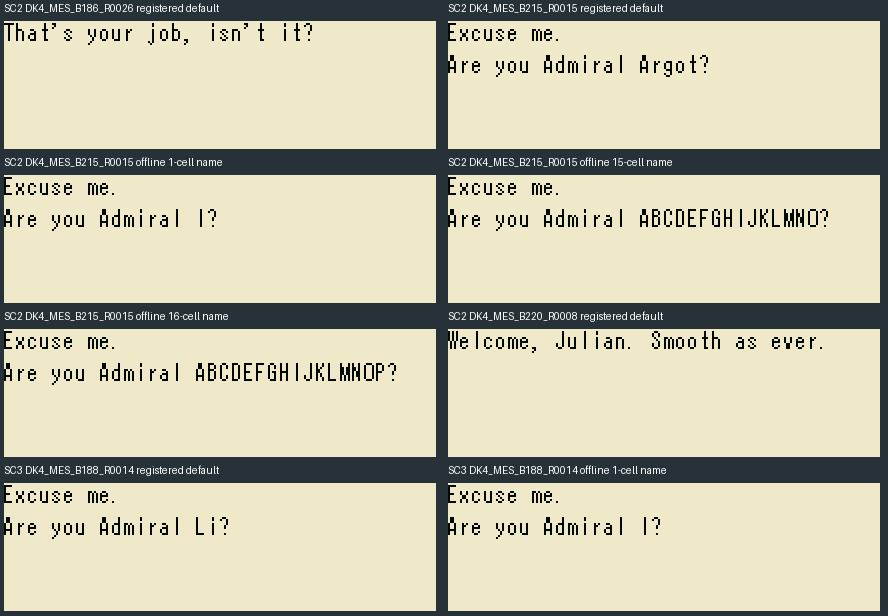 SC2 DK4_MES_B186_R0026 registered default
That's your job, isn't it?
SC2 DK4_MES_B215_R0015 registered default
Excuse me.
Are you Admiral Argot?
SC2 DK4_MES_B215_R0015 offline 1-cell name
Excuse me.
Are you Admiral I?
SC2 DK4_MES_B215_R0015 offline 15-cell name
Excuse me.
Are you Admiral ABCDEFGHIJKLMNO?
SC2 DK4_MES_B215_R0015 offline 16-cell name
Excuse me.
Are you Admiral ABCDEFGHIJKLMNOP?
SC2 DK4_MES_B220_R0008 registered default
Welcome, Julian. Smooth as ever.
SC3 DK4_MES_B188_R0014 registered default
Excuse me.
Are you Admiral Li?
SC3 DK4_MES_B188_R0014 offline 1-cell name
Excuse me.
Are you Admiral I?